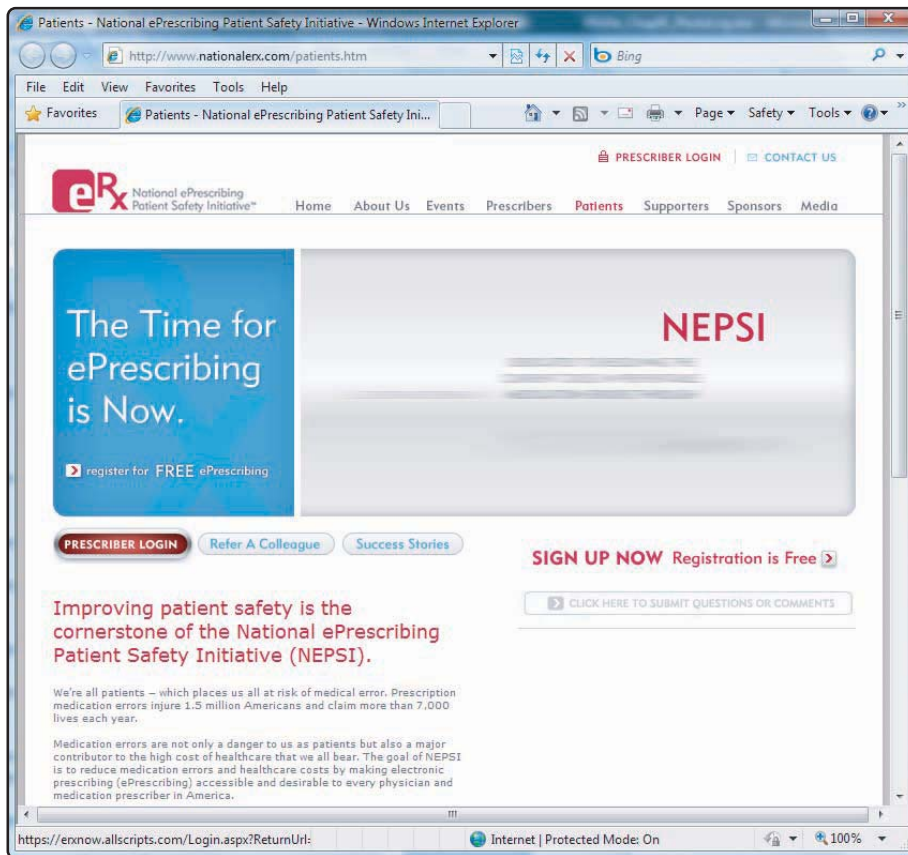 Patients - National ePrescribing Patient Safety Initiative - Windows Internet Explorer
http://www.nationalerx.com/patients.htm
Bing
File Edit View Favorites Tools Help
Favorites
Patients - National ePrescribing Patient Safety Ini...
Page Safety Tools
PRESCRIBER LOGIN
CONTACT US
eRx National ePrescribing
Patient Safety Initiative™
Home About Us Events Prescribers Patients Supporters Sponsors Media
The Time for
ePrescribing
is Now.
register for FREE ePrescribing
NEPSI
PRESCRIBER LOGIN
Refer A Colleague
Success Stories
SIGN UP NOW Registration is Free
CLICK HERE TO SUBMIT QUESTIONS OR COMMENTS
Improving patient safety is the
cornerstone of the National ePrescribing
Patient Safety Initiative (NEPSI).
We're all patients – which places us all at risk of medical error. Prescription
medication errors injure 1.5 million Americans and claim more than 7,000
lives each year.
Medication errors are not only a danger to us as patients but also a major
contributor to the high cost of healthcare that we all bear. The goal of NEPSI
is to reduce medication errors and healthcare costs by making electronic
prescribing (ePrescribing) accessible and desirable to every physician and
medication prescriber in America.
https://erxnow.allscripts.com/Login.aspx?ReturnUrl=
Internet | Protected Mode: On
100%